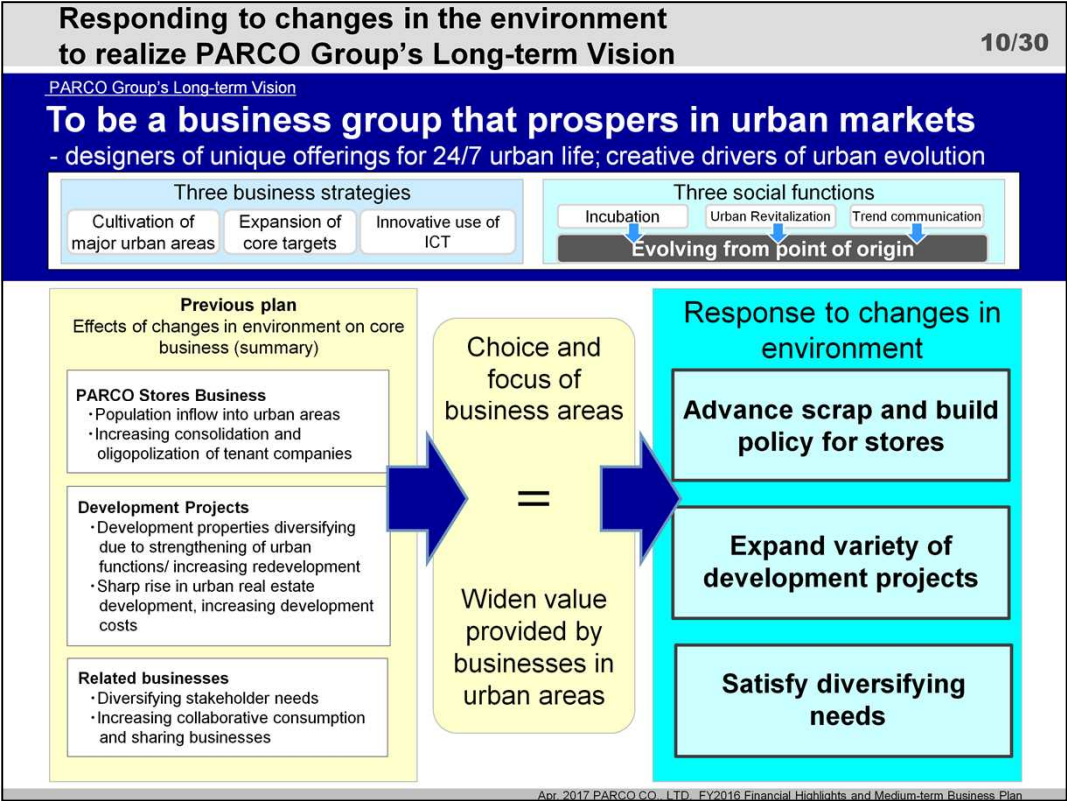 Responding to changes in the environment
to realize PARCO Group's Long-term Vision
10/30
PARCO Group's Long-term Vision
To be a business group that prospers in urban markets
- designers of unique offerings for 24/7 urban life; creative drivers of urban evolution
Three business strategies
Cultivation of
major urban areas
Expansion of
core targets
Innovative use of
ICT
Three social functions
Incubation
Urban Revitalization
Trend communication
Evolving from point of origin
Previous plan
Effects of changes in environment on core
business (summary)
PARCO Stores Business
・Population inflow into urban areas
・Increasing consolidation and
oligopolization of tenant companies
Development Projects
・Development properties diversifying
due to strengthening of urban
functions/ increasing redevelopment
・Sharp rise in urban real estate
development, increasing development
costs
Related businesses
・Diversifying stakeholder needs
・Increasing collaborative consumption
and sharing businesses
Choice and
focus of
business areas
=
Widen value
provided by
businesses in
urban areas
Response to changes in
environment
Advance scrap and build
policy for stores
Expand variety of
development projects
Satisfy diversifying
needs
Apr. 2017 PARCO CO., LTD. FY2016 Financial Highlights and Medium-term Business Plan